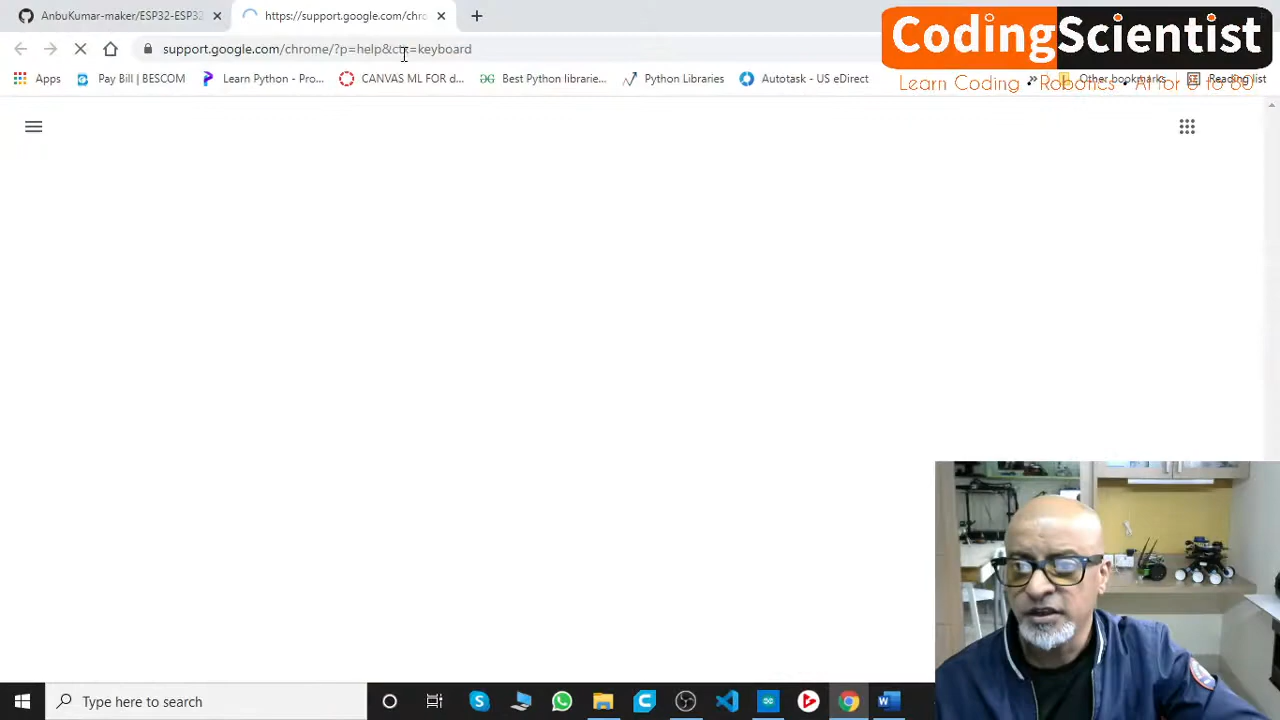 AnbuKumar-maker/ESP32-ESP32
https://support.google.com/chro
support.google.com/chrome/?p=help&ctx=keyboard
CodingScientist
Learn Coding • Robotics • AI for 8 to 80
Apps
Pay Bill | BESCOM
Learn Python - Pro...
CANVAS ML FOR B...
Best Python librarie...
Python Libraries
Autotask - US eDirect
Other bookmarks
Reading list
Type here to search